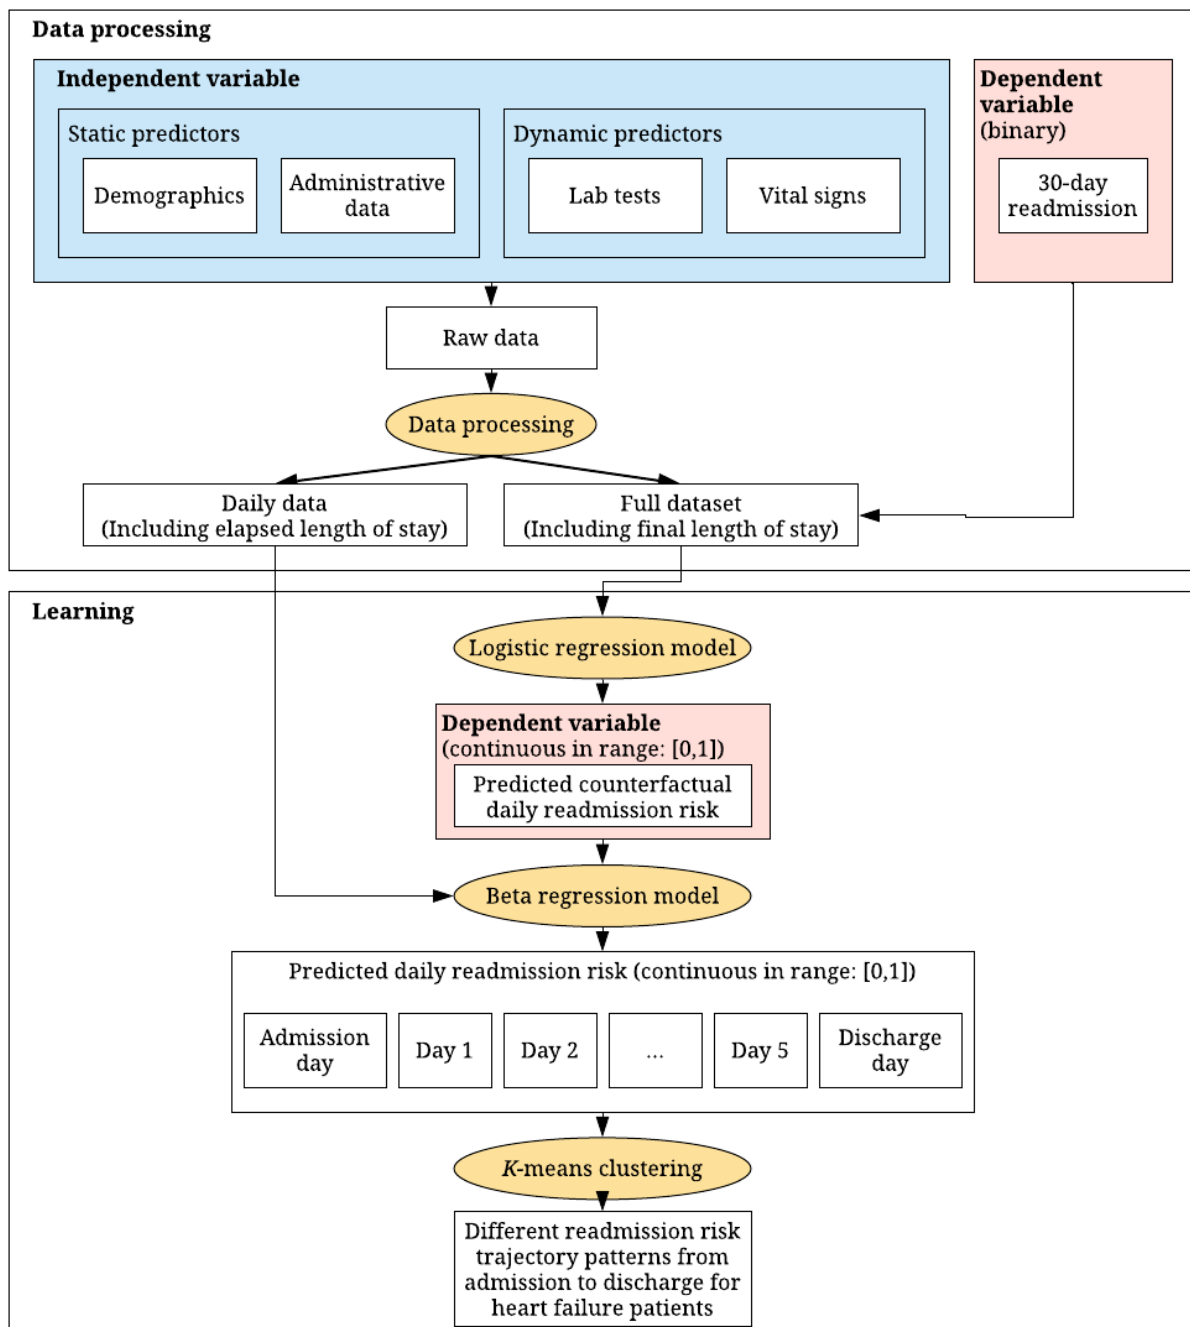 Data processing
Independent variable
Static predictors
Demographics
Administrative
data
Dynamic predictors
Lab tests
Vital signs
Dependent
variable
(binary)
30-day
readmission
Raw data
Data processing
Daily data
(Including elapsed length of stay)
Full dataset
(Including final length of stay)
Learning
Logistic regression model
Dependent variable
(continuous in range: [0,1])
Predicted counterfactual
daily readmission risk
Beta regression model
Predicted daily readmission risk (continuous in range: [0,1])
Admission
day
Day 1
Day 2
...
Day 5
Discharge
day
K-means clustering
Different readmission risk
trajectory patterns from
admission to discharge for
heart failure patients